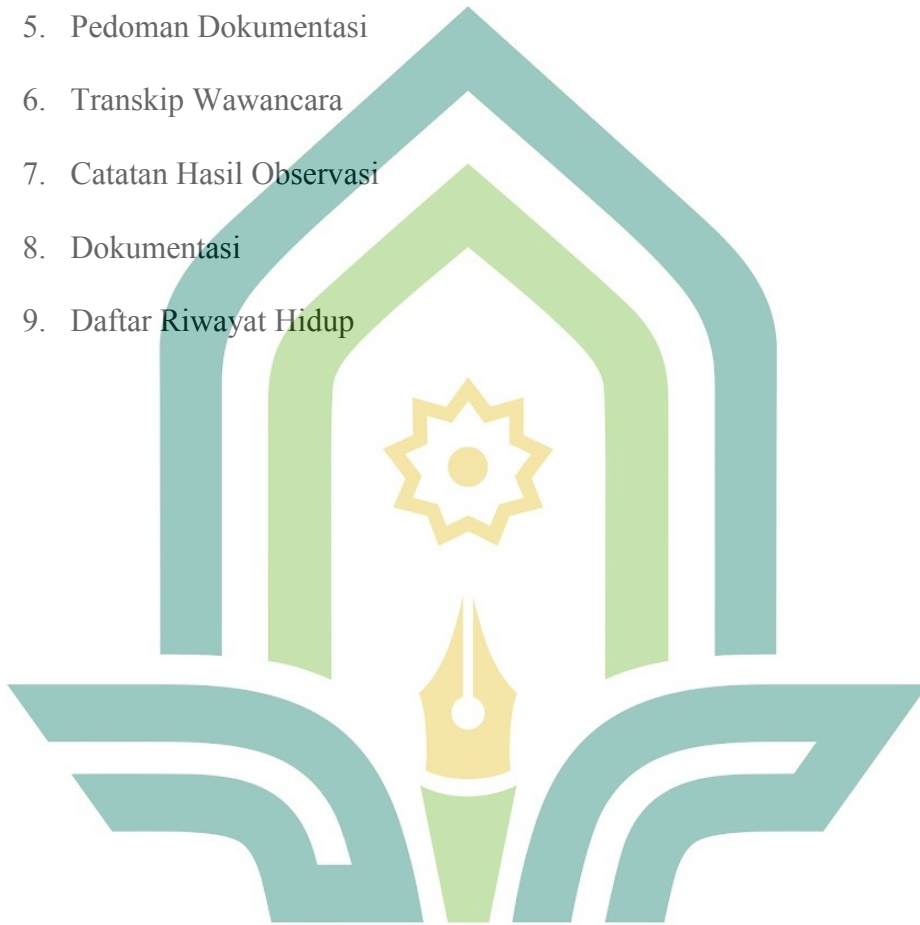 5. Pedoman Dokumentasi
6. Transkip Wawancara
7. Catatan Hasil Observasi
8. Dokumentasi
9. Daftar Riwayat Hidup